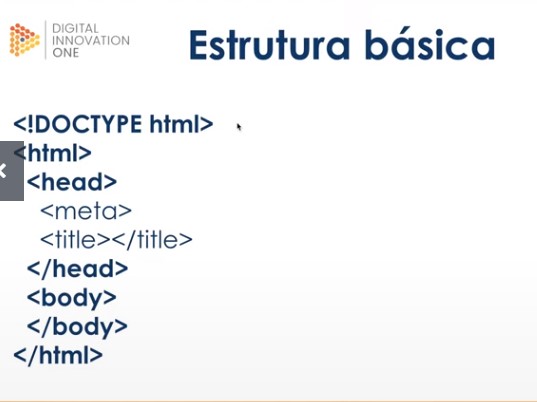 DIGITAL
INNOVATION
ONE
Estrutura básica
<!DOCTYPE html>
<html>
<head>
<meta>
<title></title>
</head>
<body>
</body>
</html>